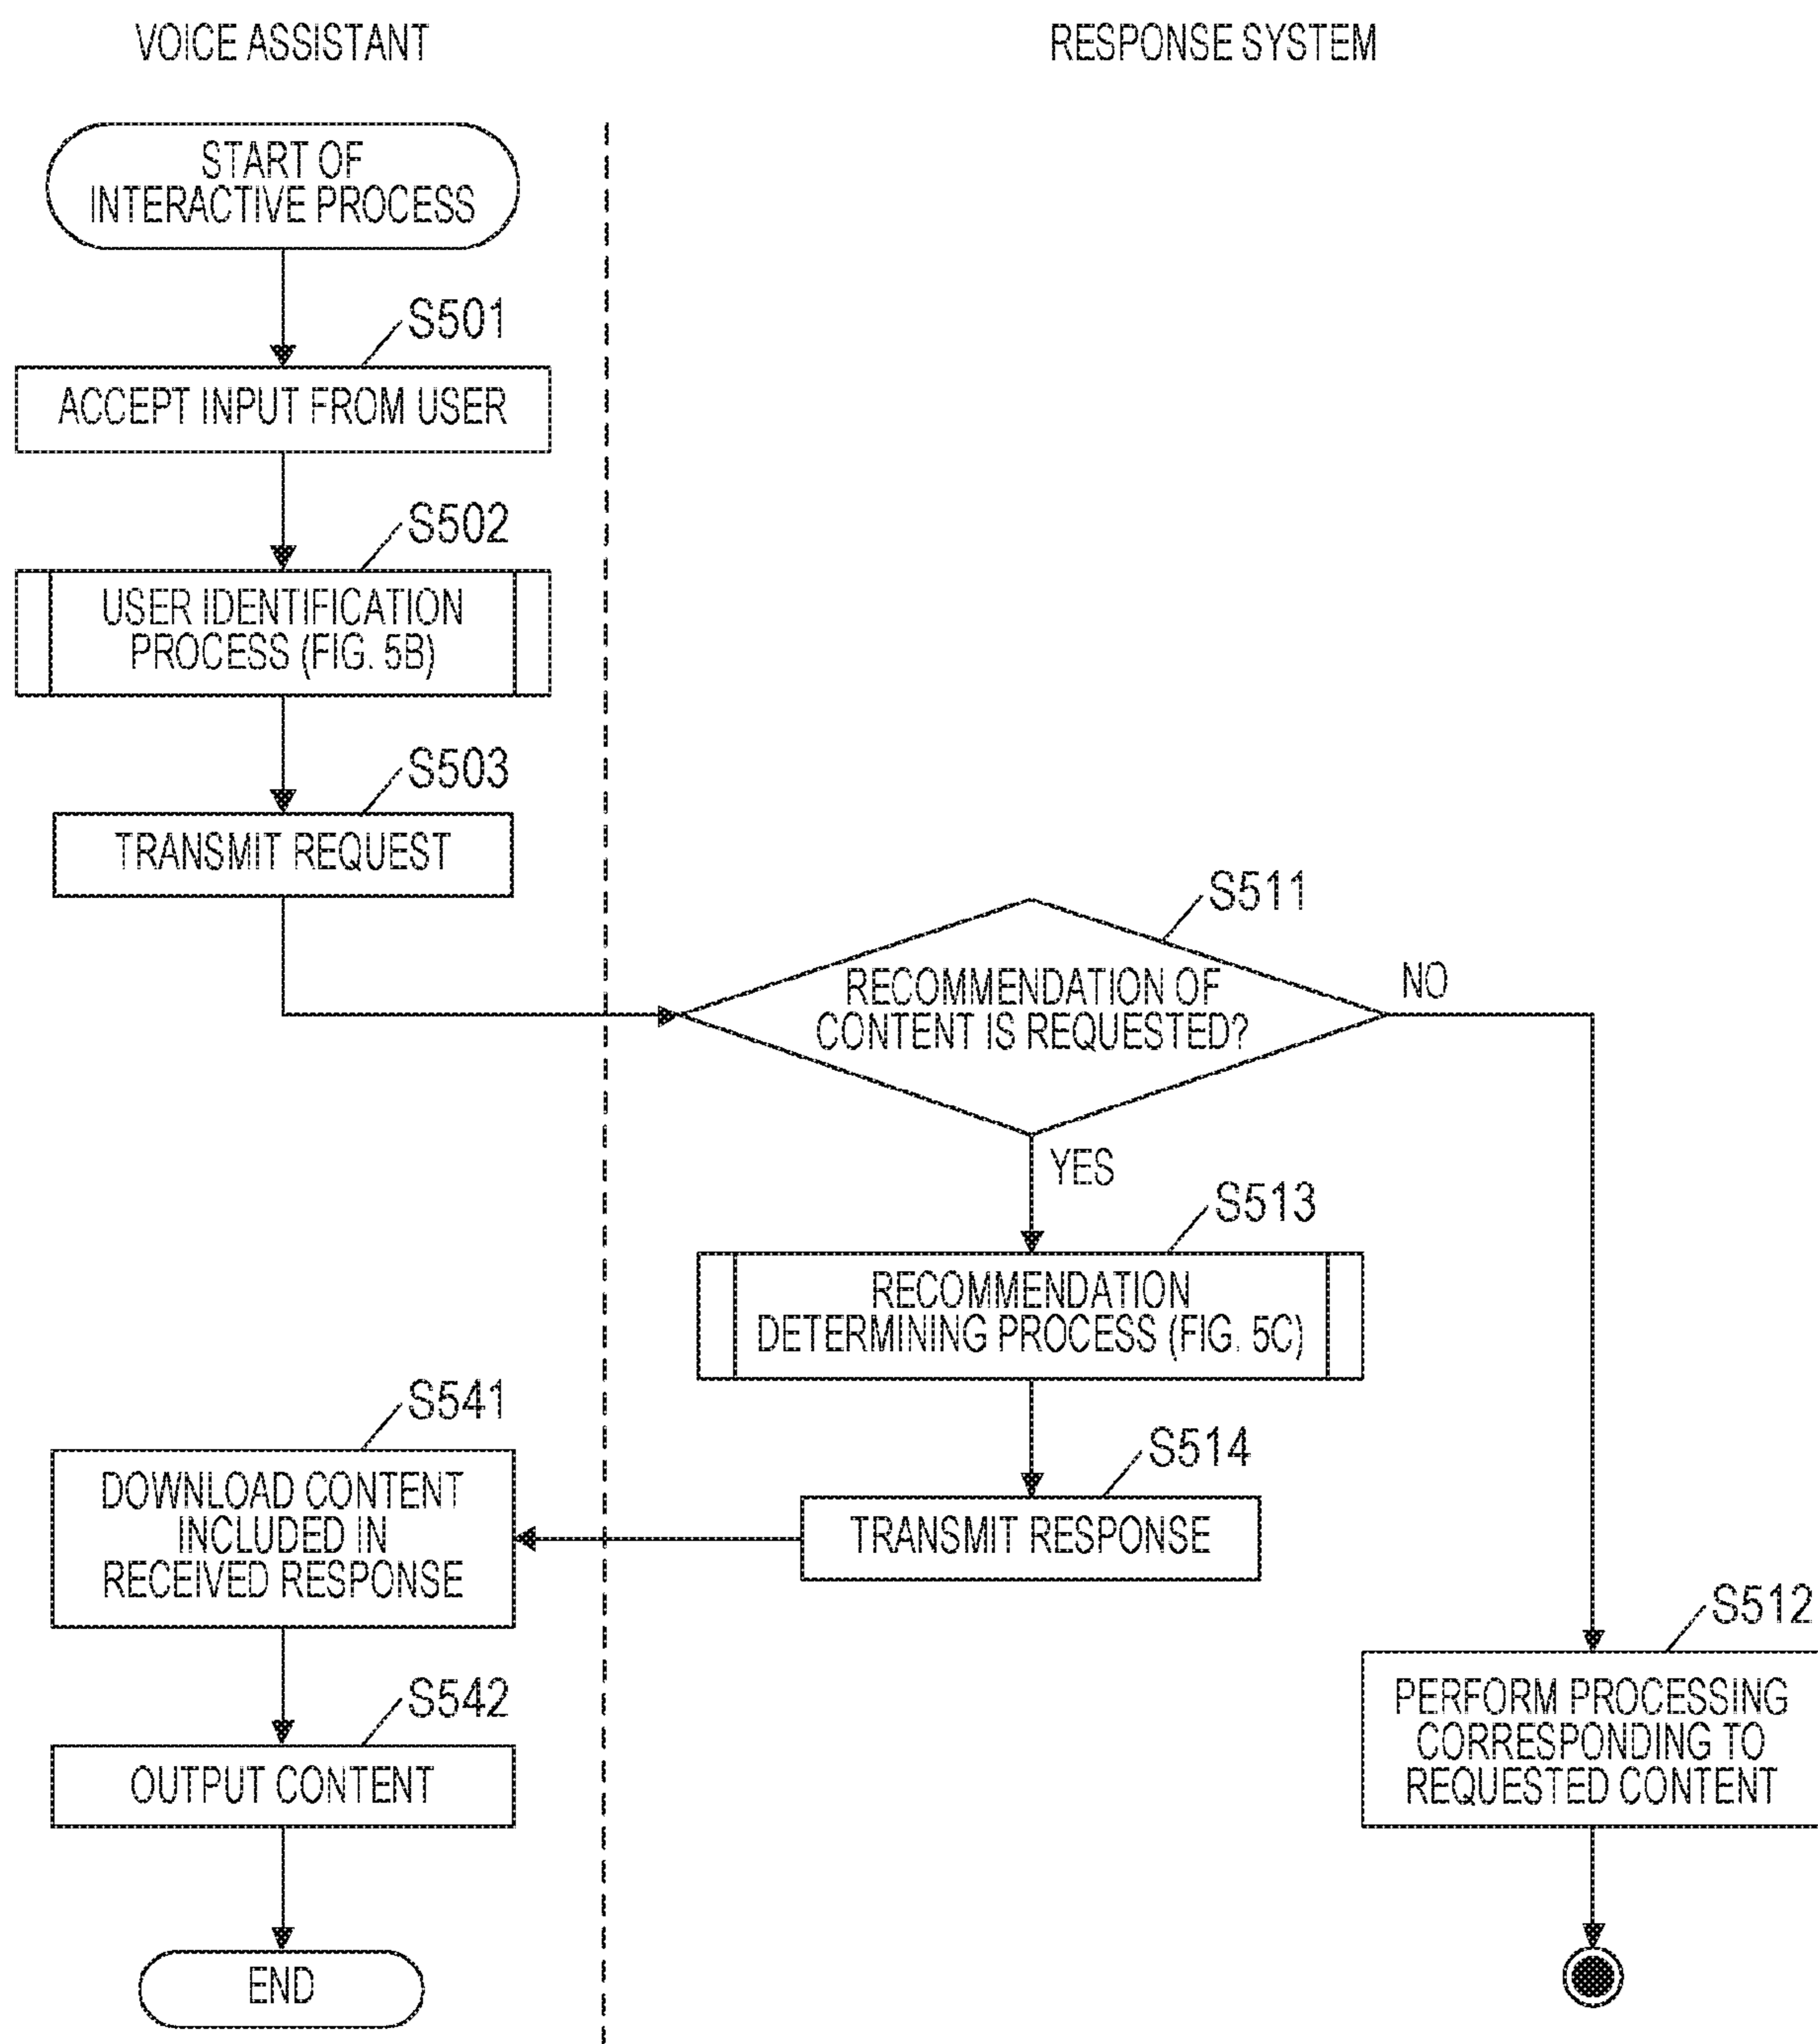 VOICE ASSISTANT
RESPONSE SYSTEM
START OF
INTERACTIVE PROCESS
S501
ACCEPT INPUT FROM USER
S502
USER IDENTIFICATION
PROCESS (FIG. 5B)
S503
TRANSMIT REQUEST
S511
RECOMMENDATION OF
CONTENT IS REQUESTED?
NO
YES
S513
RECOMMENDATION
DETERMINING PROCESS (FIG. 5C)
S514
TRANSMIT RESPONSE
S541
DOWNLOAD CONTENT
INCLUDED IN
RECEIVED RESPONSE
S542
OUTPUT CONTENT
END
S512
PERFORM PROCESSING
CORRESPONDING TO
REQUESTED CONTENT